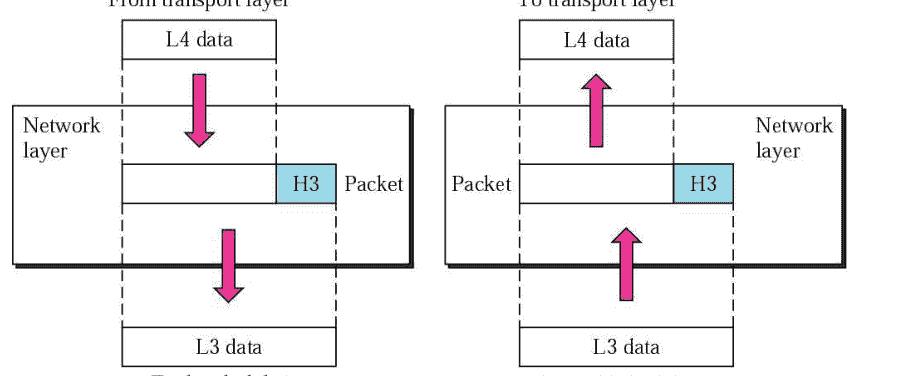 From transport layer
L4 data
Network
layer
H3
Packet
L3 data
To transport layer
L4 data
Network
layer
Packet
H3
L3 data